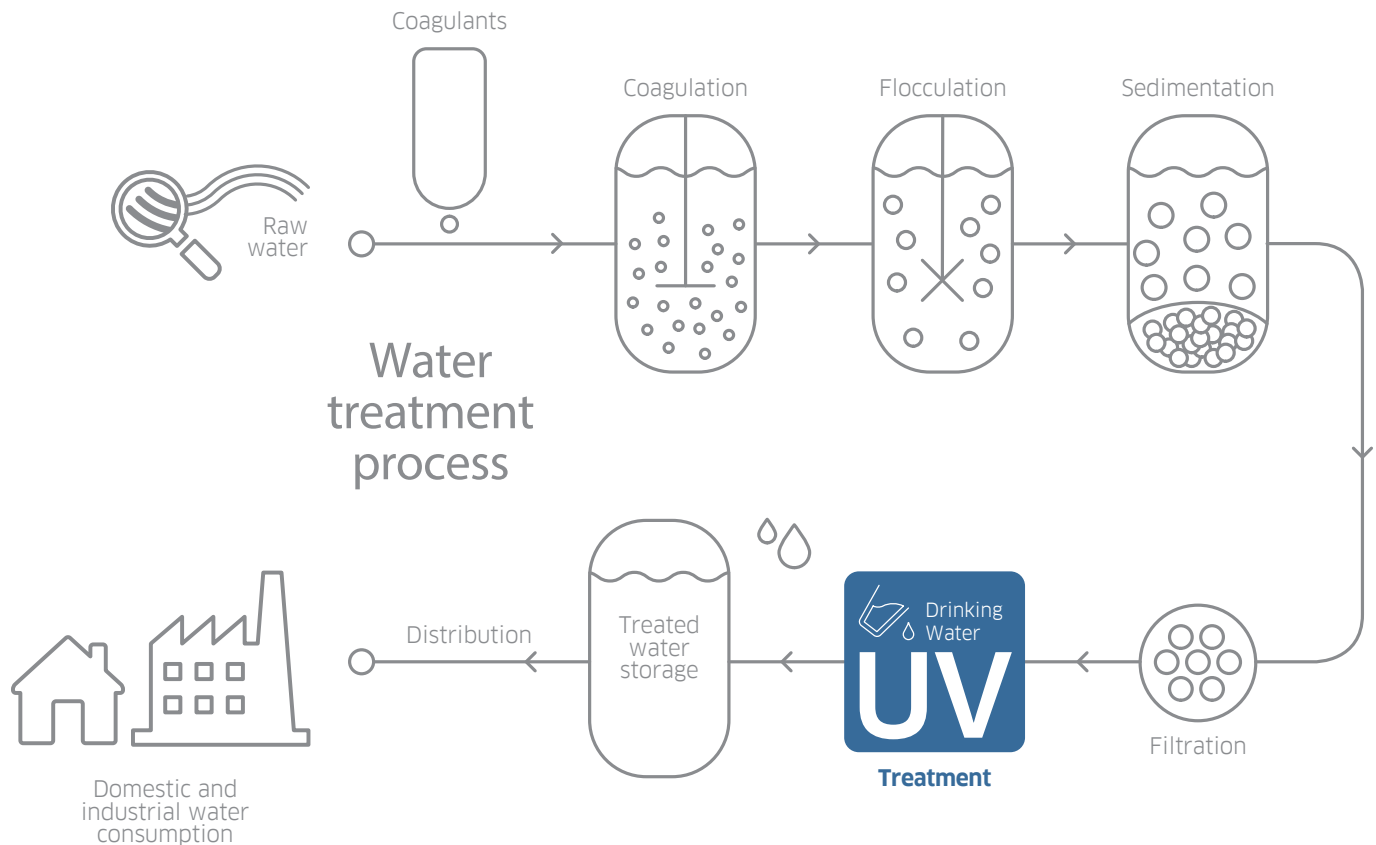 Coagulants
Coagulation
Flocculation
Sedimentation
Raw
water
Water
treatment
process
Distribution
Treated
water
storage
Drinking
Water
UV
Treatment
Filtration
Domestic and
industrial water
consumption